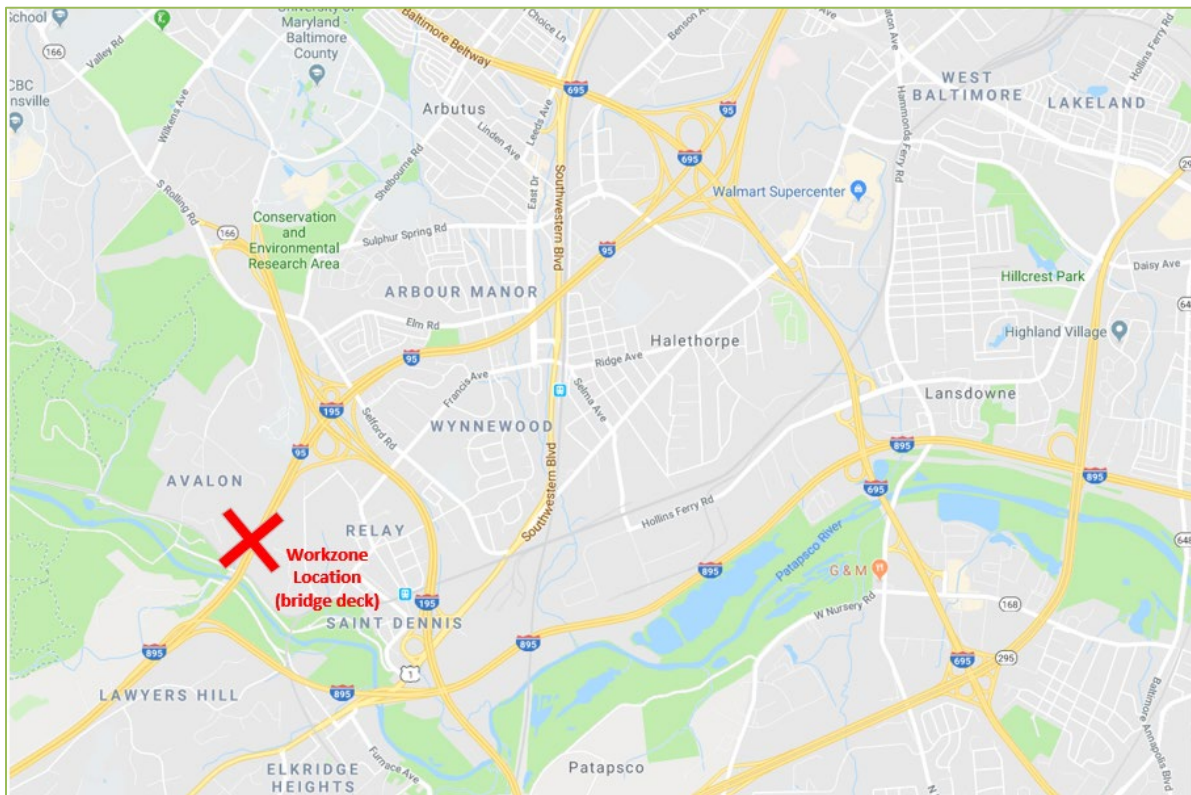 School
166
Valley Rd
University of
Maryland -
Baltimore
County
Baltimore Beltway
Choice Ln
Benson Ave
Hammonds Ferry Rd
Hollins Ferry Rd
WEST
BALTIMORE
LAKELAND
CBC
nsville
Wilkens Ave
Arbutus
Leeds Ave
Linden Ave
695
95
695
Walmart Supercenter
Shelbourne Rd
East Dr
Southwestern Blvd
S Rolling Rd
166
Conservation
and
Environmental
Research Area
Sulphur Spring Rd
95
Daisy Ave
Hillcrest Park
ARBOUR MANOR
Elm Rd
95
Halethorpe
Highland Village
Ridge Ave
Francis Ave
Selma Ave
Lansdowne
195
Selford Rd
WYNNEWOOD
95
895
895
AVALON
Southwestern Blvd
695
RELAY
Hollins Ferry Rd
Patapsco River
648
Workzone
Location
(bridge deck)
895
G & M
195
168
SAINT DENNIS
W Nursery Rd
895
895
1
695
295
LAWYERS HILL
895
Furnace Ave
Baltimore Annapolis Blvd
ELKRIDGE
HEIGHTS
Patapsco